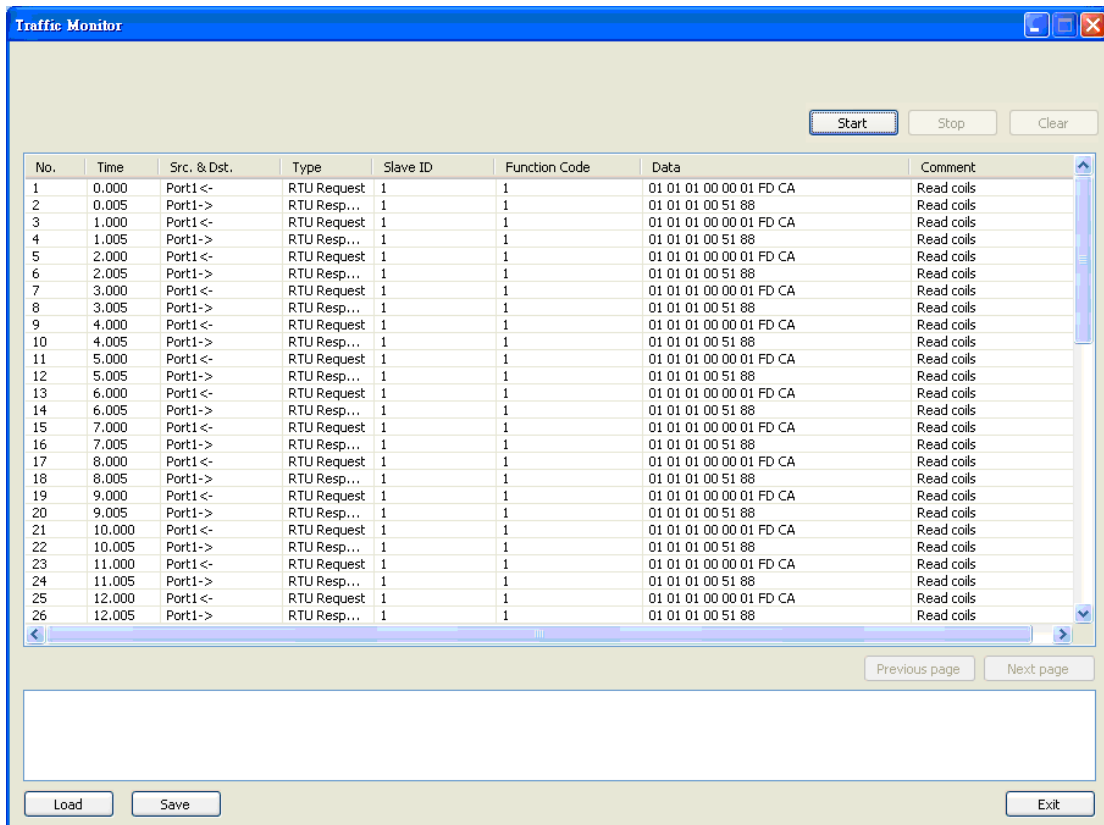 Traffic Monitor
Start Stop Clear
No. Time Src. & Dst. Type Slave ID Function Code Data Comment
1 0.000 Port1<- RTU Request 1 1 01 01 01 00 00 01 FD CA Read coils
2 0.005 Port1-> RTU Resp... 1 1 01 01 01 00 51 88 Read coils
3 1.000 Port1<- RTU Request 1 1 01 01 01 00 00 01 FD CA Read coils
4 1.005 Port1-> RTU Resp... 1 1 01 01 01 00 51 88 Read coils
5 2.000 Port1<- RTU Request 1 1 01 01 01 00 00 01 FD CA Read coils
6 2.005 Port1-> RTU Resp... 1 1 01 01 01 00 51 88 Read coils
7 3.000 Port1<- RTU Request 1 1 01 01 01 00 00 01 FD CA Read coils
8 3.005 Port1-> RTU Resp... 1 1 01 01 01 00 51 88 Read coils
9 4.000 Port1<- RTU Request 1 1 01 01 01 00 00 01 FD CA Read coils
10 4.005 Port1-> RTU Resp... 1 1 01 01 01 00 51 88 Read coils
11 5.000 Port1<- RTU Request 1 1 01 01 01 00 00 01 FD CA Read coils
12 5.005 Port1-> RTU Resp... 1 1 01 01 01 00 51 88 Read coils
13 6.000 Port1<- RTU Request 1 1 01 01 01 00 00 01 FD CA Read coils
14 6.005 Port1-> RTU Resp... 1 1 01 01 01 00 51 88 Read coils
15 7.000 Port1<- RTU Request 1 1 01 01 01 00 00 01 FD CA Read coils
16 7.005 Port1-> RTU Resp... 1 1 01 01 01 00 51 88 Read coils
17 8.000 Port1<- RTU Request 1 1 01 01 01 00 00 01 FD CA Read coils
18 8.005 Port1-> RTU Resp... 1 1 01 01 01 00 51 88 Read coils
19 9.000 Port1<- RTU Request 1 1 01 01 01 00 00 01 FD CA Read coils
20 9.005 Port1-> RTU Resp... 1 1 01 01 01 00 51 88 Read coils
21 10.000 Port1<- RTU Request 1 1 01 01 01 00 00 01 FD CA Read coils
22 10.005 Port1-> RTU Resp... 1 1 01 01 01 00 51 88 Read coils
23 11.000 Port1<- RTU Request 1 1 01 01 01 00 00 01 FD CA Read coils
24 11.005 Port1-> RTU Resp... 1 1 01 01 01 00 51 88 Read coils
25 12.000 Port1<- RTU Request 1 1 01 01 01 00 00 01 FD CA Read coils
26 12.005 Port1-> RTU Resp... 1 1 01 01 01 00 51 88 Read coils
Previous page Next page
Load Save Exit